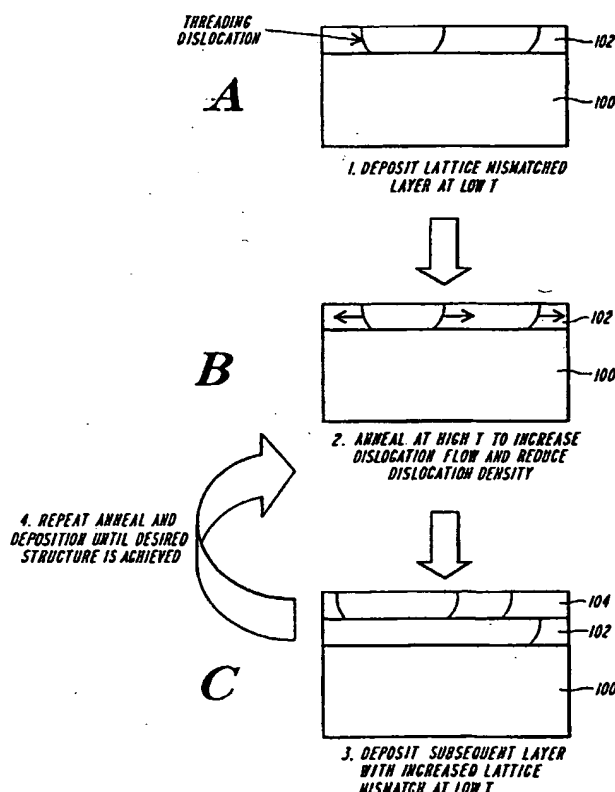 THREADING
DISLOCATION
102
A
100
1. DEPOSIT LATTICE MISMATCHED
LAYER AT LOW T
102
B
100
2. ANNEAL AT HIGH T TO INCREASE
DISLOCATION FLOW AND REDUCE
DISLOCATION DENSITY
4. REPEAT ANNEAL AND
DEPOSITION UNTIL DESIRED
STRUCTURE IS ACHIEVED
104
102
C
100
3. DEPOSIT SUBSEQUENT LAYER
WITH INCREASED LATTICE
MISMATCH AT LOW T